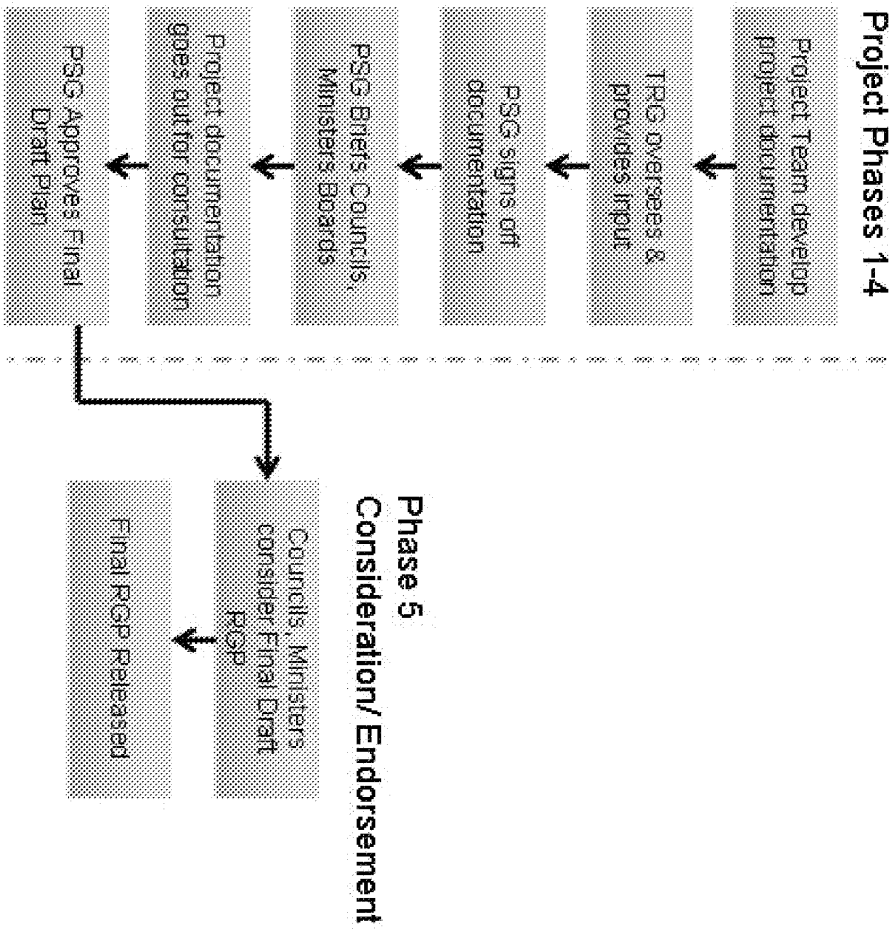 Project Phases 1-4
Project Team develop
project documentation
TRG oversees &
provides input
PSG signs off
documentation
PSG Briefs Councils,
Ministers Boards
Project documentation
goes out for consultation
PSG Approves Final
Draft Plan
Phase 5
Consideration/ Endorsement
Councils, Ministers
consider Final Draft
RGP
Final RGP Released